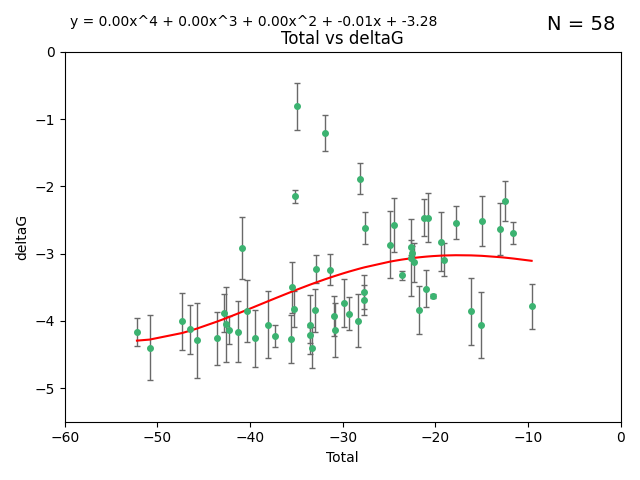 y = 0.00x^4 + 0.00x^3 + 0.00x^2 + -0.01x + -3.28
N = 58
Total vs deltaG
0
−1
−2
−3
−4
−5
deltaG
−60 −50 −40 −30 −20 −10 0
Total